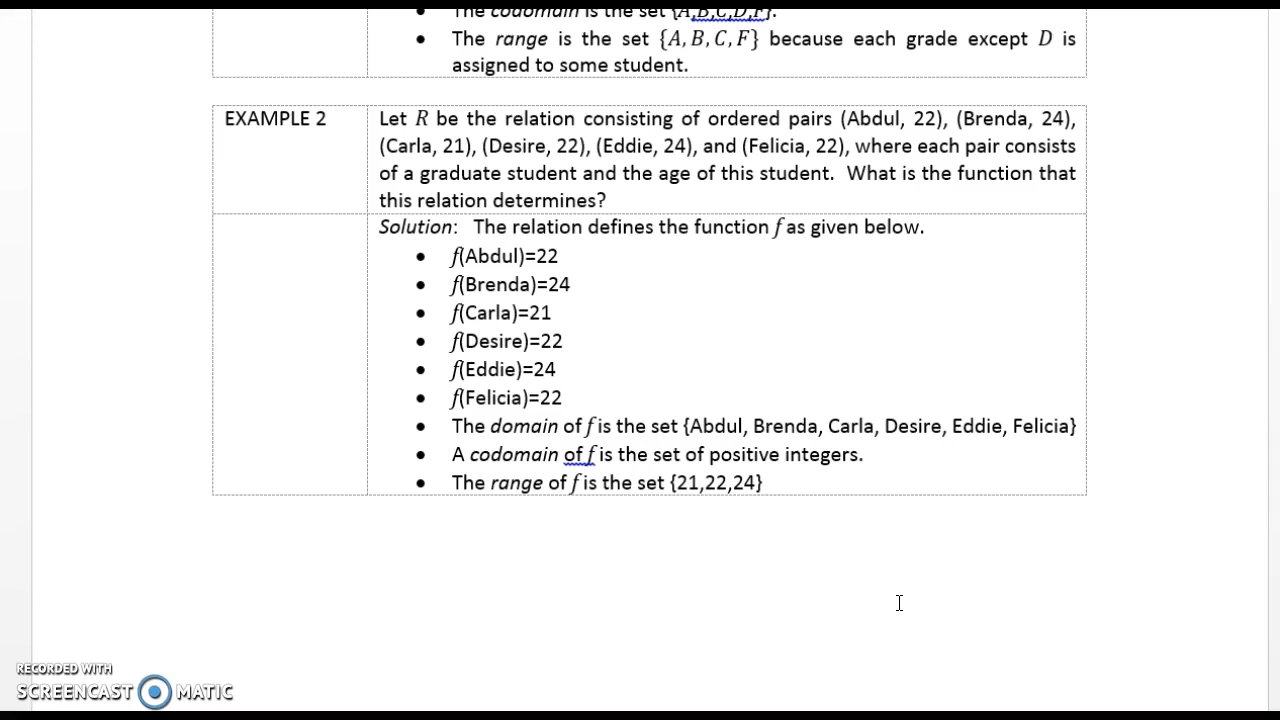 The codomain is the set {A,B,C,D,F}.
The range is the set {A, B, C, F} because each grade except D is
assigned to some student.
EXAMPLE 2
Let R be the relation consisting of ordered pairs (Abdul, 22), (Brenda, 24),
(Carla, 21), (Desire, 22), (Eddie, 24), and (Felicia, 22), where each pair consists
of a graduate student and the age of this student. What is the function that
this relation determines?
Solution: The relation defines the function f as given below.
• f(Abdul)=22
• f(Brenda)=24
• f(Carla)=21
• f(Desire)=22
• f(Eddie)=24
• f(Felicia)=22
• The domain of f is the set {Abdul, Brenda, Carla, Desire, Eddie, Felicia}
• A codomain of f is the set of positive integers.
• The range of f is the set {21,22,24}
RECORDED WITH
SCREENCAST MATIC